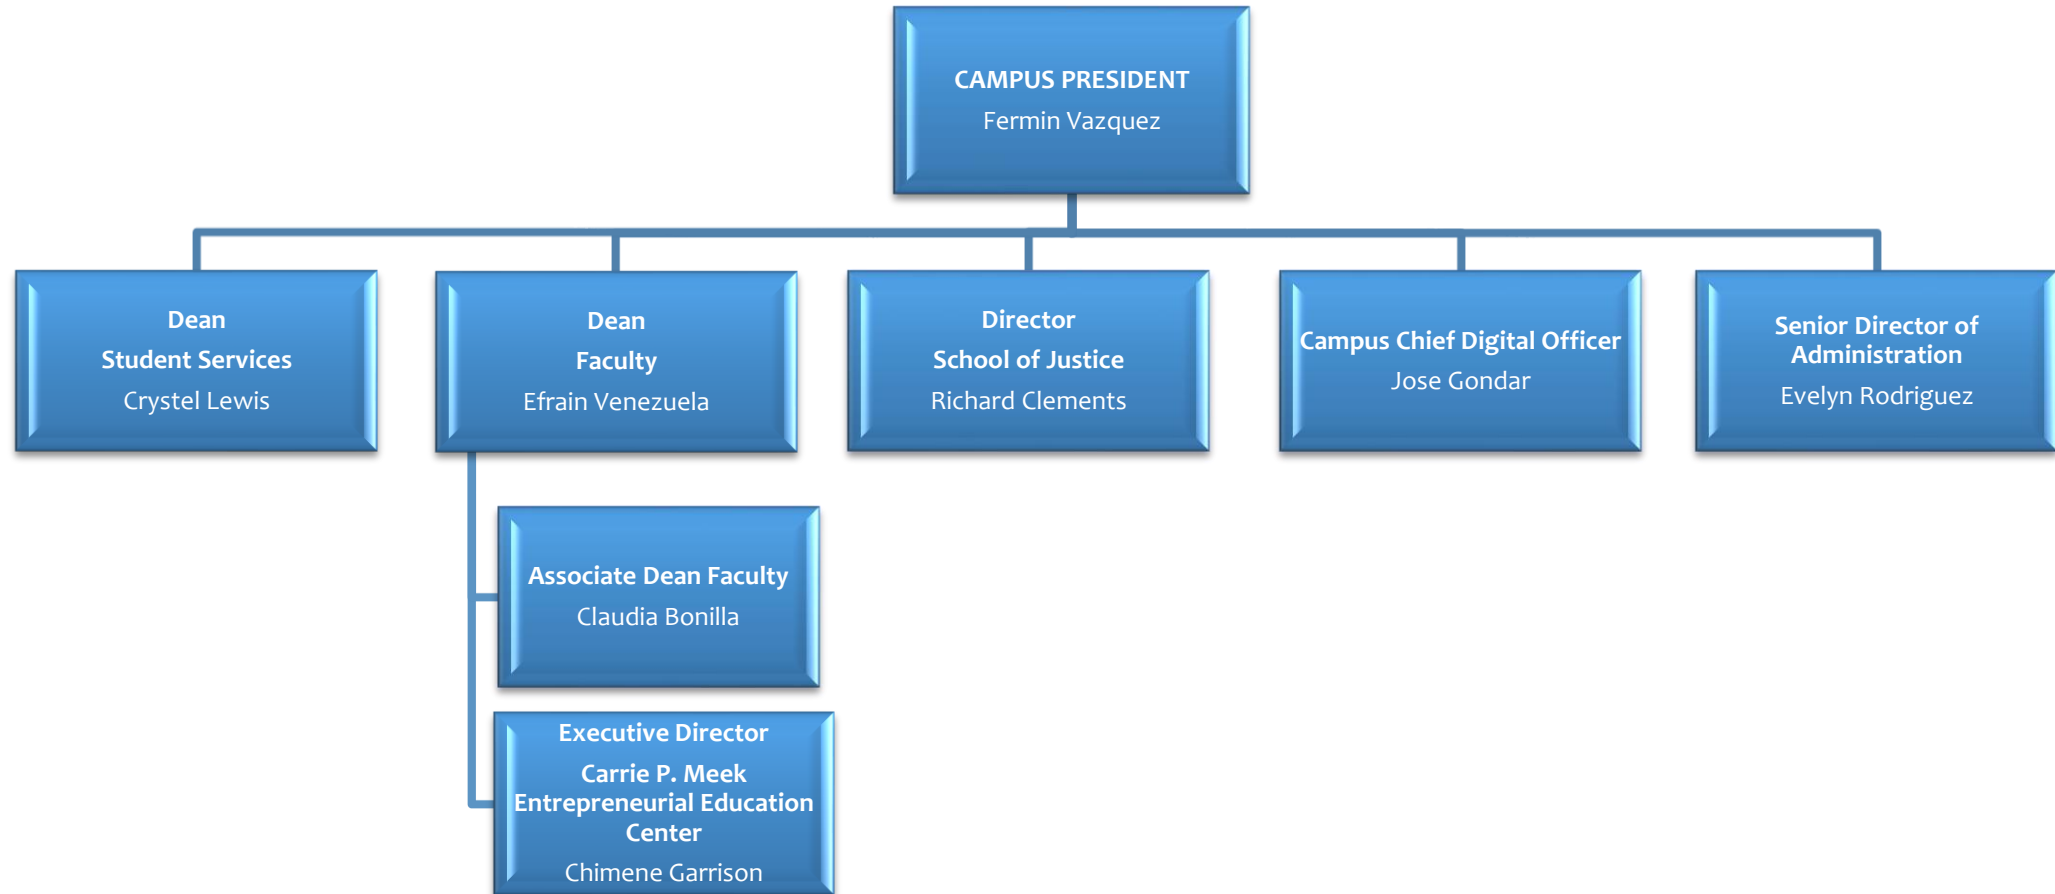 CAMPUS PRESIDENT
Fermin Vazquez
Dean
Student Services
Crystel Lewis
Dean
Faculty
Efrain Venezuela
Director
School of Justice
Richard Clements
Campus Chief Digital Officer
Jose Gondar
Senior Director of
Administration
Evelyn Rodriguez
Associate Dean Faculty
Claudia Bonilla
Executive Director
Carrie P. Meek
Entrepreneurial Education
Center
Chimene Garrison